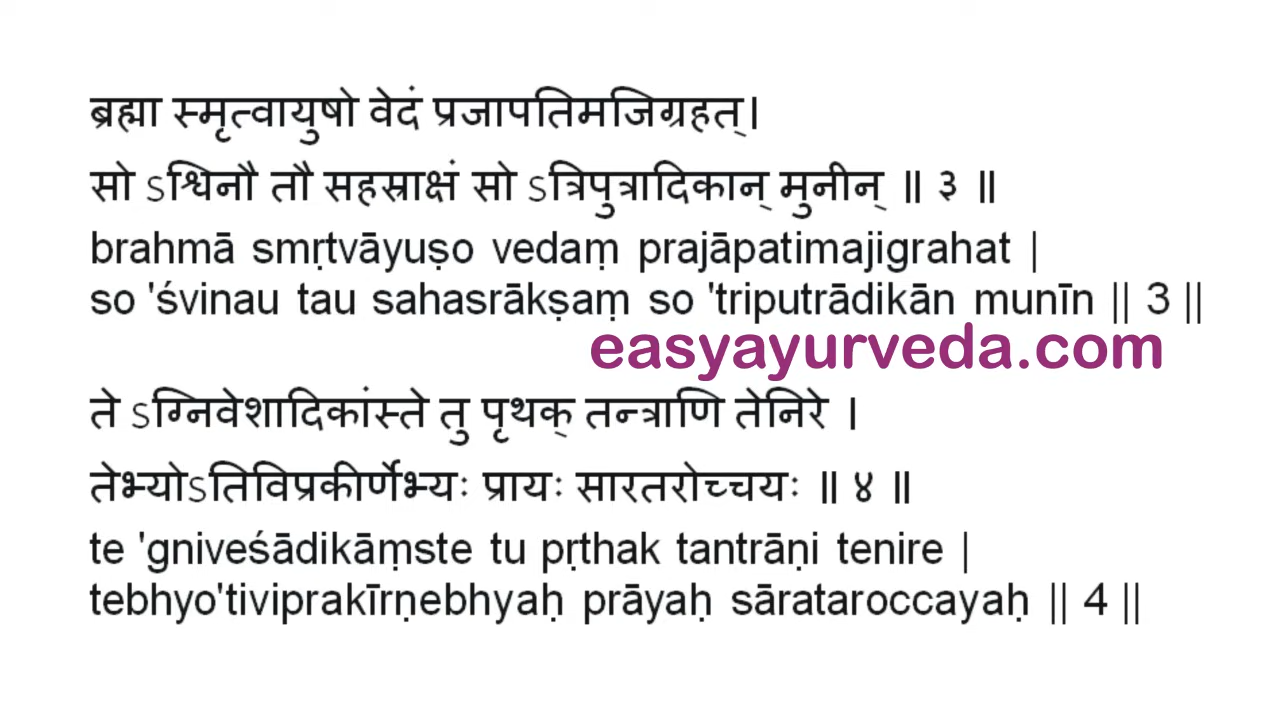 ब्रह्मा स्मृत्वायुषो वेदं प्रजापतिमजिग्रहत्।
सो ऽश्विनौ तौ सहस्राक्षं सो ऽत्रिपुत्रादिकान् मुनीन् ॥ ३ ॥
brahmā smṛtvāyuṣo vedaṃ prajāpatimajigrahat |
so 'śvinau tau sahasrākṣaṃ so 'triputrādikān munīn || 3 ||
easyayurveda.com
ते ऽग्निवेशादिकांस्ते तु पृथक् तन्त्राणि तेनिरे ।
तेभ्योऽतिविप्रकीर्णेभ्यः प्रायः सारतरोच्चयः ॥ ४ ॥
te 'gniveśādikāṃste tu pṛthak tantrāṇi tenire |
tebhyo'tiviprakīrṇebhyaḥ prāyaḥ sārataroccayaḥ || 4 ||